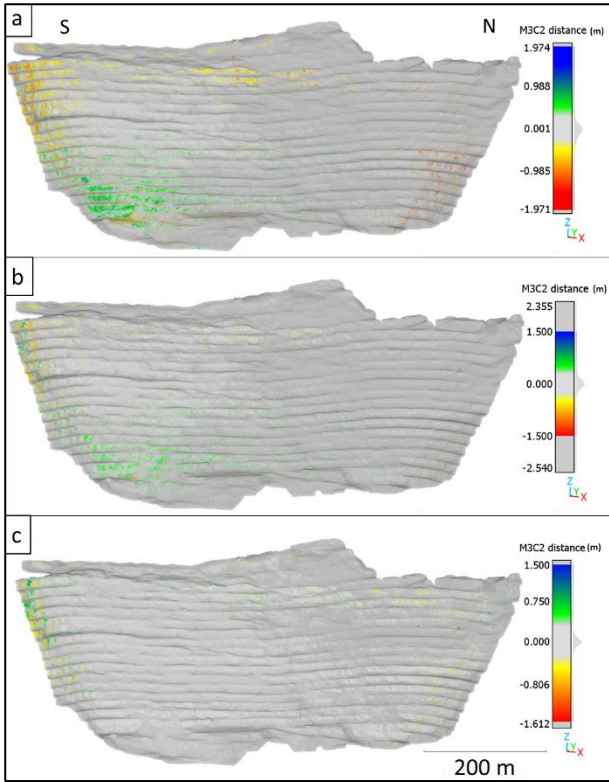 a
S
N
M3C2 distance (m)
1.974
0.988
0.001
-0.985
-1.971
Z
Y
X
b
M3C2 distance (m)
2.355
1.500
0.000
-1.500
-2.540
Z
Y
X
c
M3C2 distance (m)
1.500
0.750
0.000
-0.806
-1.612
Z
Y
X
200 m